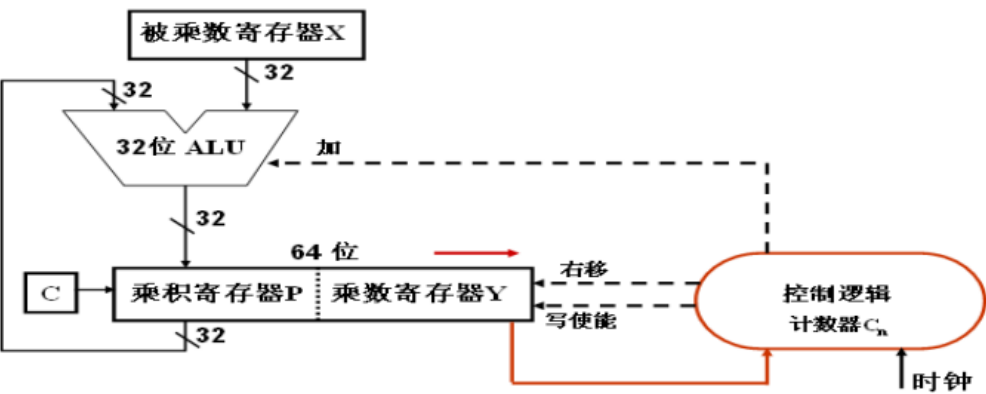 被乘数寄存器X
32
32
32位 ALU
加
32
64 位
C
乘积寄存器P
乘数寄存器Y
右移
写使能
控制逻辑
计数器Cn
32
时钟